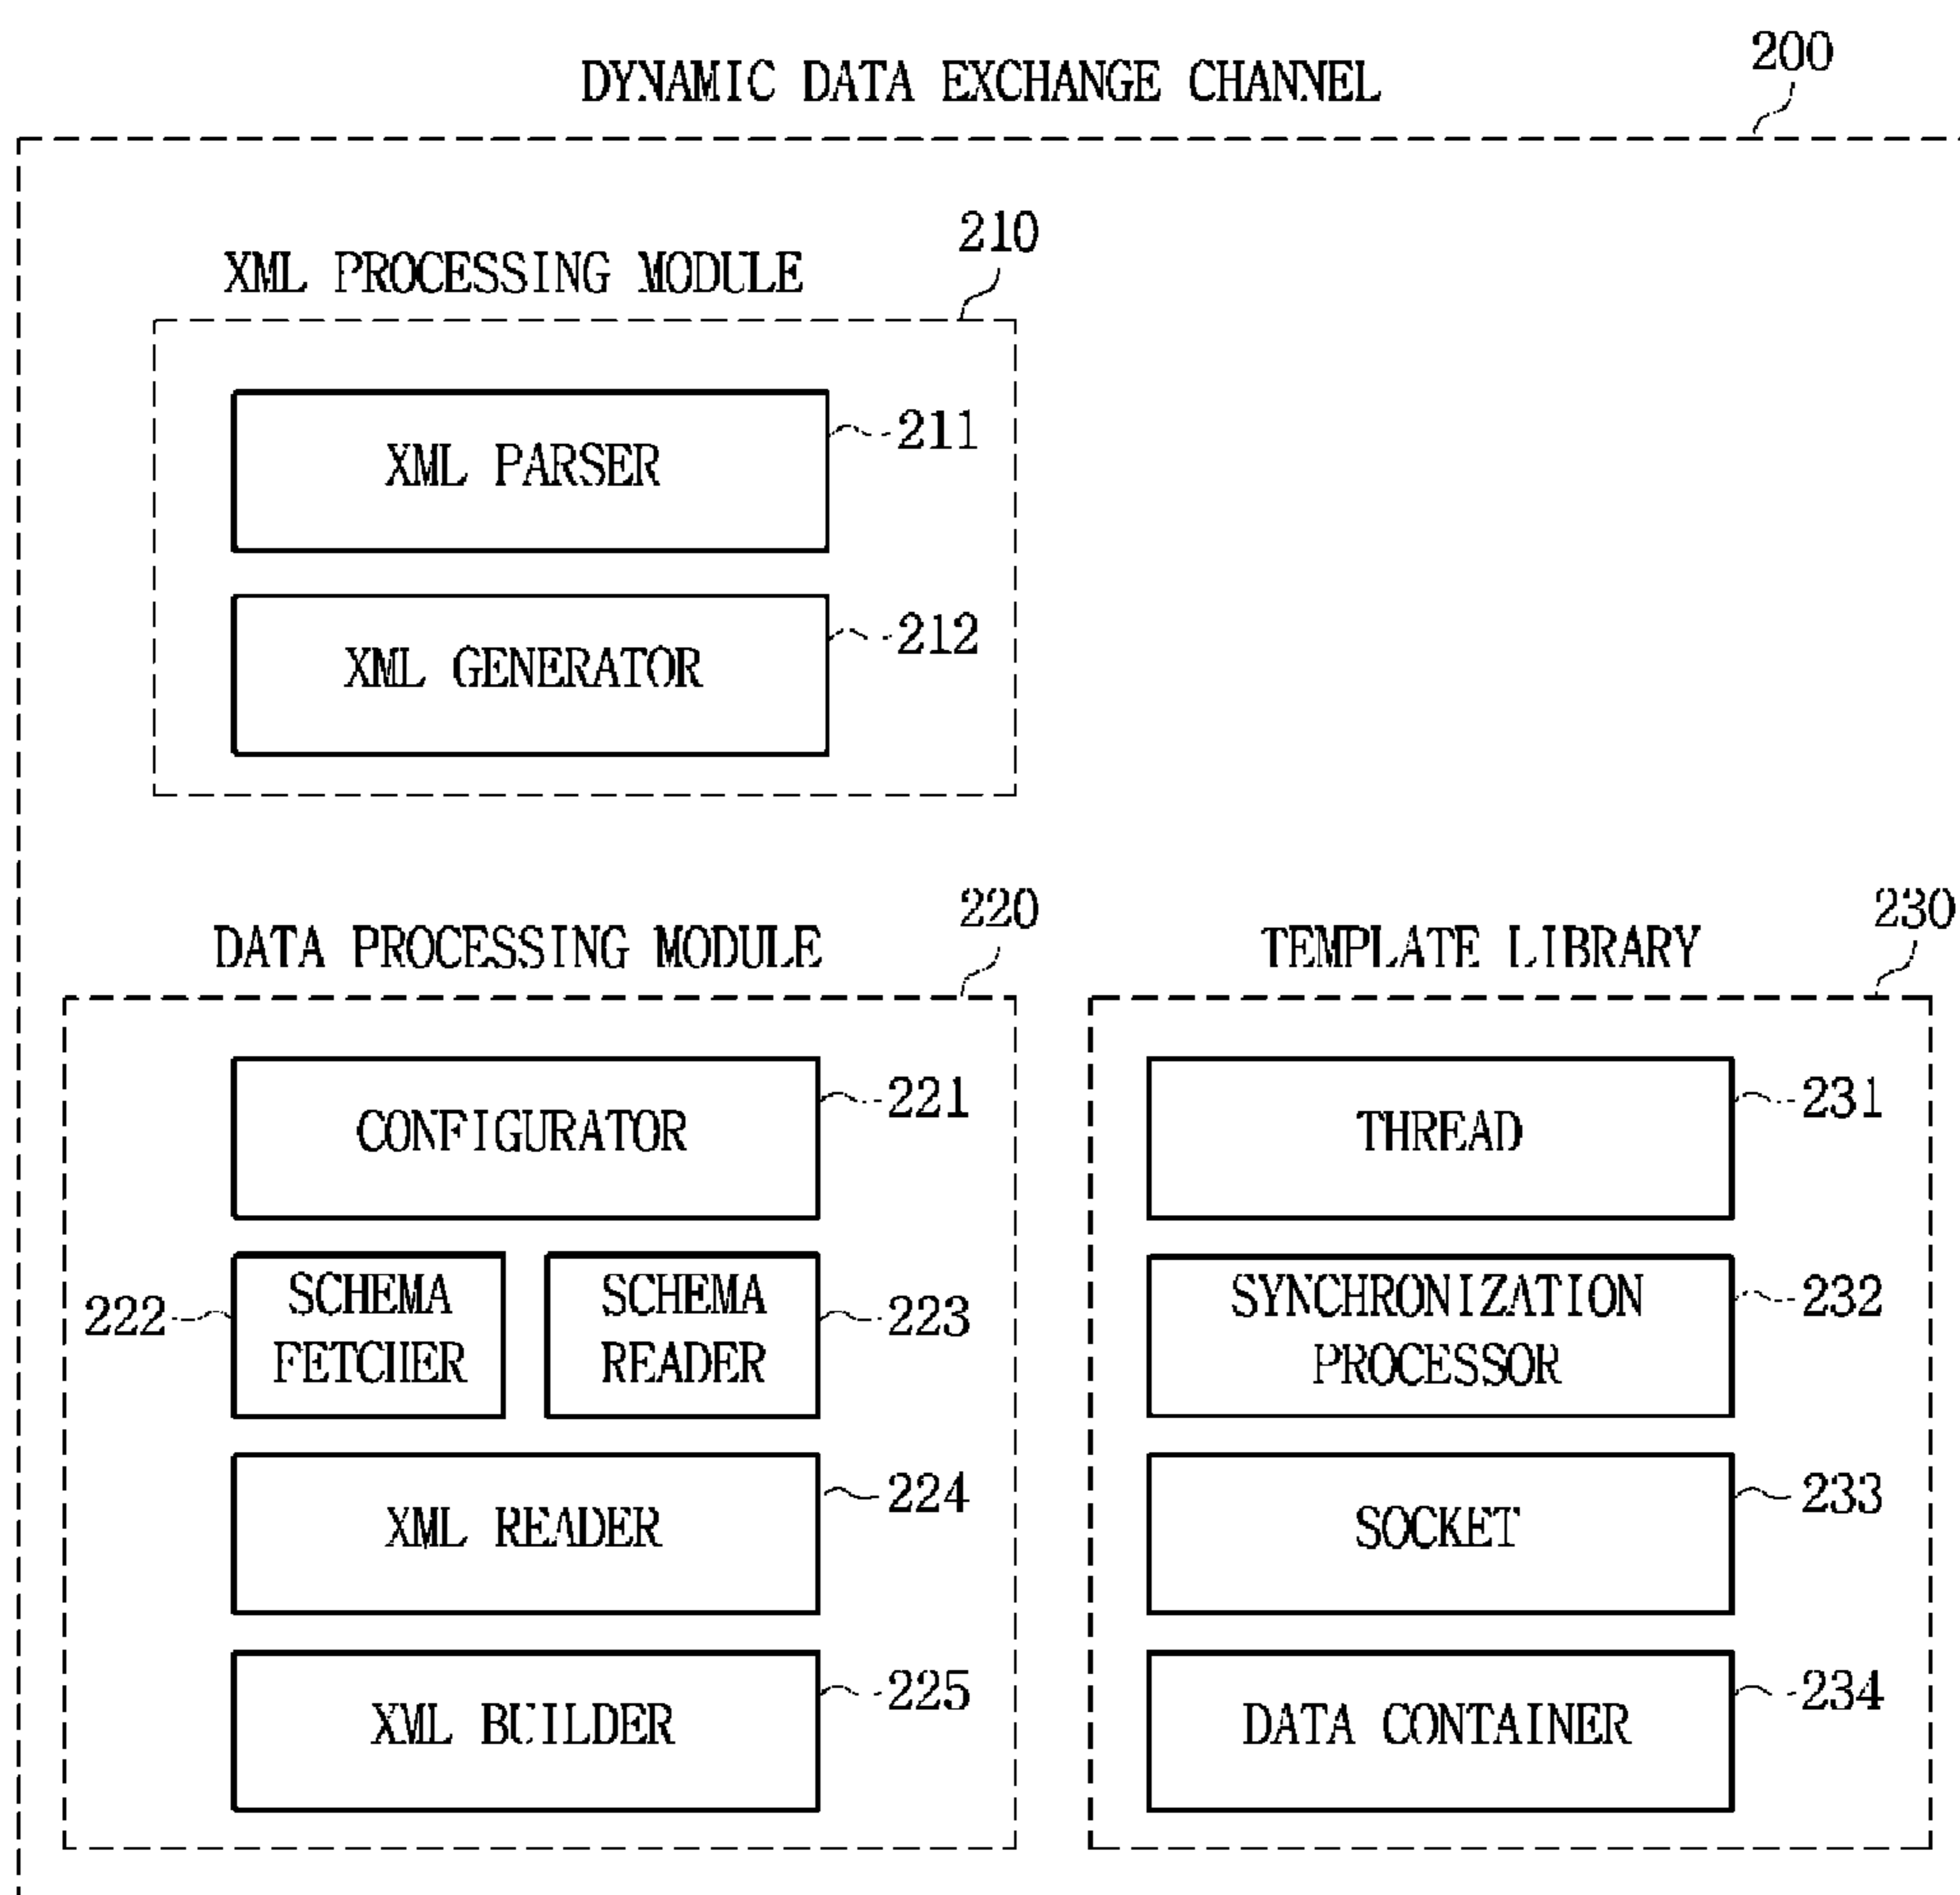 200
DYNAMIC DATA EXCHANGE CHANNEL
210
XML PROCESSING MODULE
XML PARSER
211
XML GENERATOR
212
220
DATA PROCESSING MODULE
CONFIGURATOR
221
222
SCHEMA
FETCHER
SCHEMA
READER
223
XML READER
224
XML BUILDER
225
230
TEMPLATE LIBRARY
THREAD
231
SYNCHRONIZATION
PROCESSOR
232
SOCKET
233
DATA CONTAINER
234